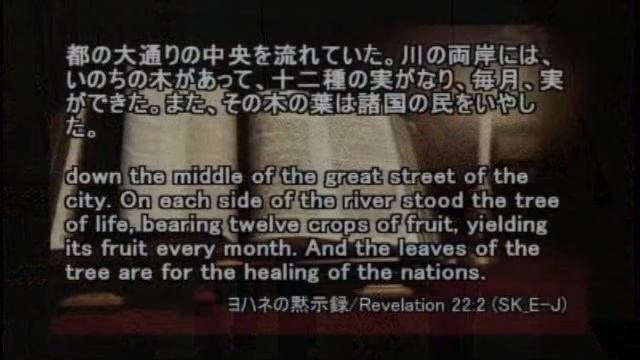 都の大通りの中央を流れていた。川の両岸には、
いのちの木があって、十二種の実がなり、毎月、実
ができた。また、その木の葉は諸国の民をいやし
た。
down the middle of the great street of the
city. On each side of the river stood the tree
of life, bearing twelve crops of fruit, yielding
its fruit every month. And the leaves of the
tree are for the healing of the nations.
ヨハネの黙示録/Revelation 22:2 (SK_E-J)